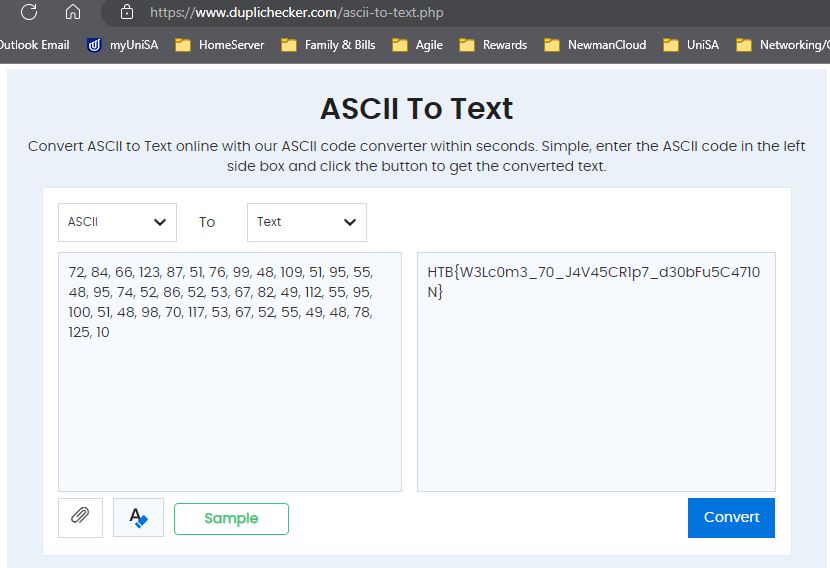 https://www.duplichecker.com/ascii-to-text.php
Outlook Email myUniSA HomeServer Family & Bills Agile Rewards NewmanCloud UniSA Networking/
ASCII To Text
Convert ASCII to Text online with our ASCII code converter within seconds. Simple, enter the ASCII code in the left
side box and click the button to get the converted text.
ASCII To Text
72, 84, 66, 123, 87, 51, 76, 99, 48, 109, 51, 95, 55,
48, 95, 74, 52, 86, 52, 53, 67, 82, 49, 112, 55, 95,
100, 51, 48, 98, 70, 117, 53, 67, 52, 55, 49, 48, 78,
125, 10
HTB{W3Lc0m3_70_J4V45CR1p7_d30bFu5C4710
N}
Sample
Convert